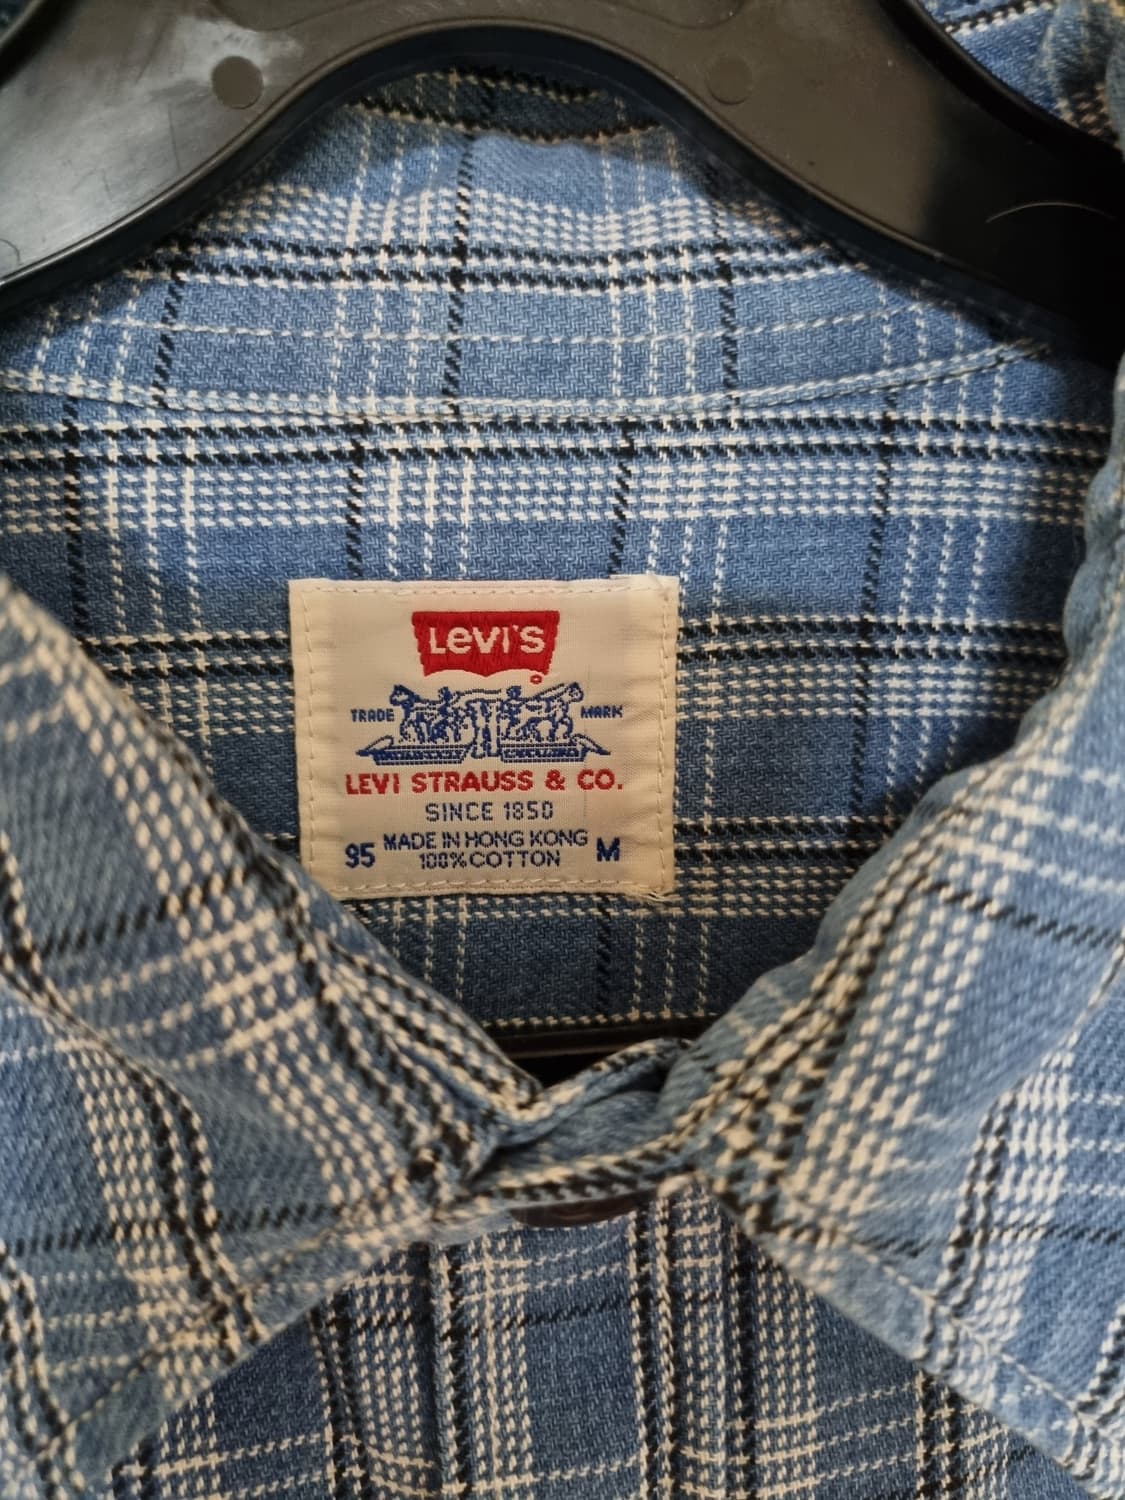 LEVI'S
TRADE MARK
LEVI STRAUSS & CO.
SINCE 1850
MADE IN HONG KONG
95 100% COTTON M